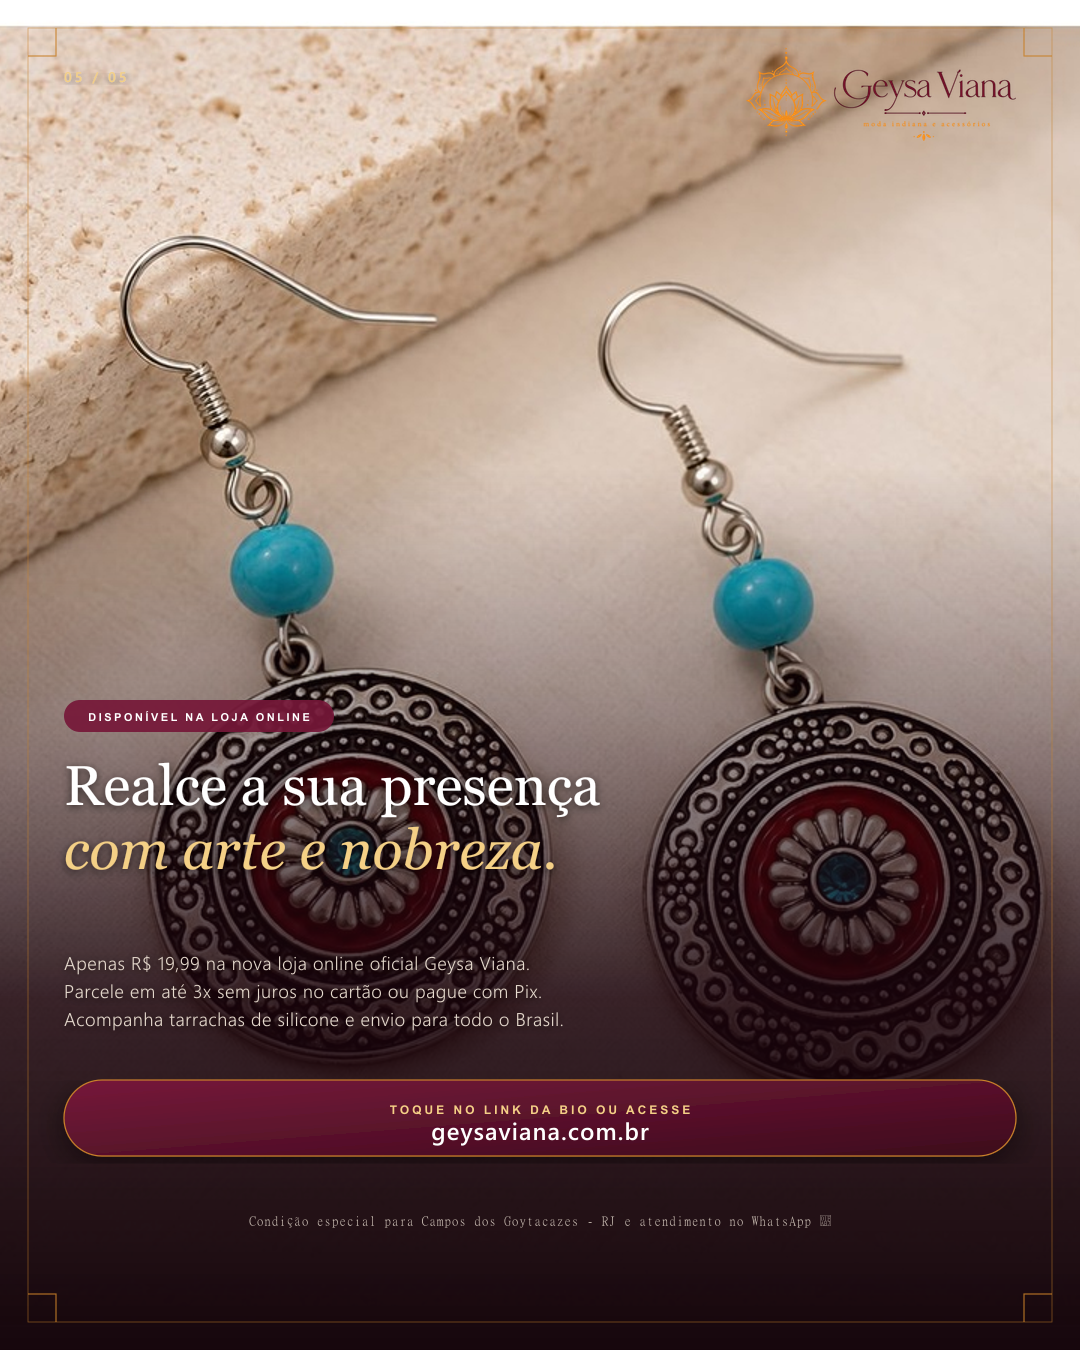 05 / 05
Geysa Viana
DISPONÍVEL NA LOJA ONLINE
Realce a sua presença
com arte e nobreza.
Apenas R$ 19,99 na nova loja online oficial Geysa Viana.
Parcele em até 3x sem juros no cartão ou pague com Pix.
Acompanha tarrachas de silicone e envio para todo o Brasil.
TOQUE NO LINK DA BIO OU ACESSE
geysaviana.com.br
Condição especial para Campos dos Goytacazes - RJ e atendimento no WhatsApp